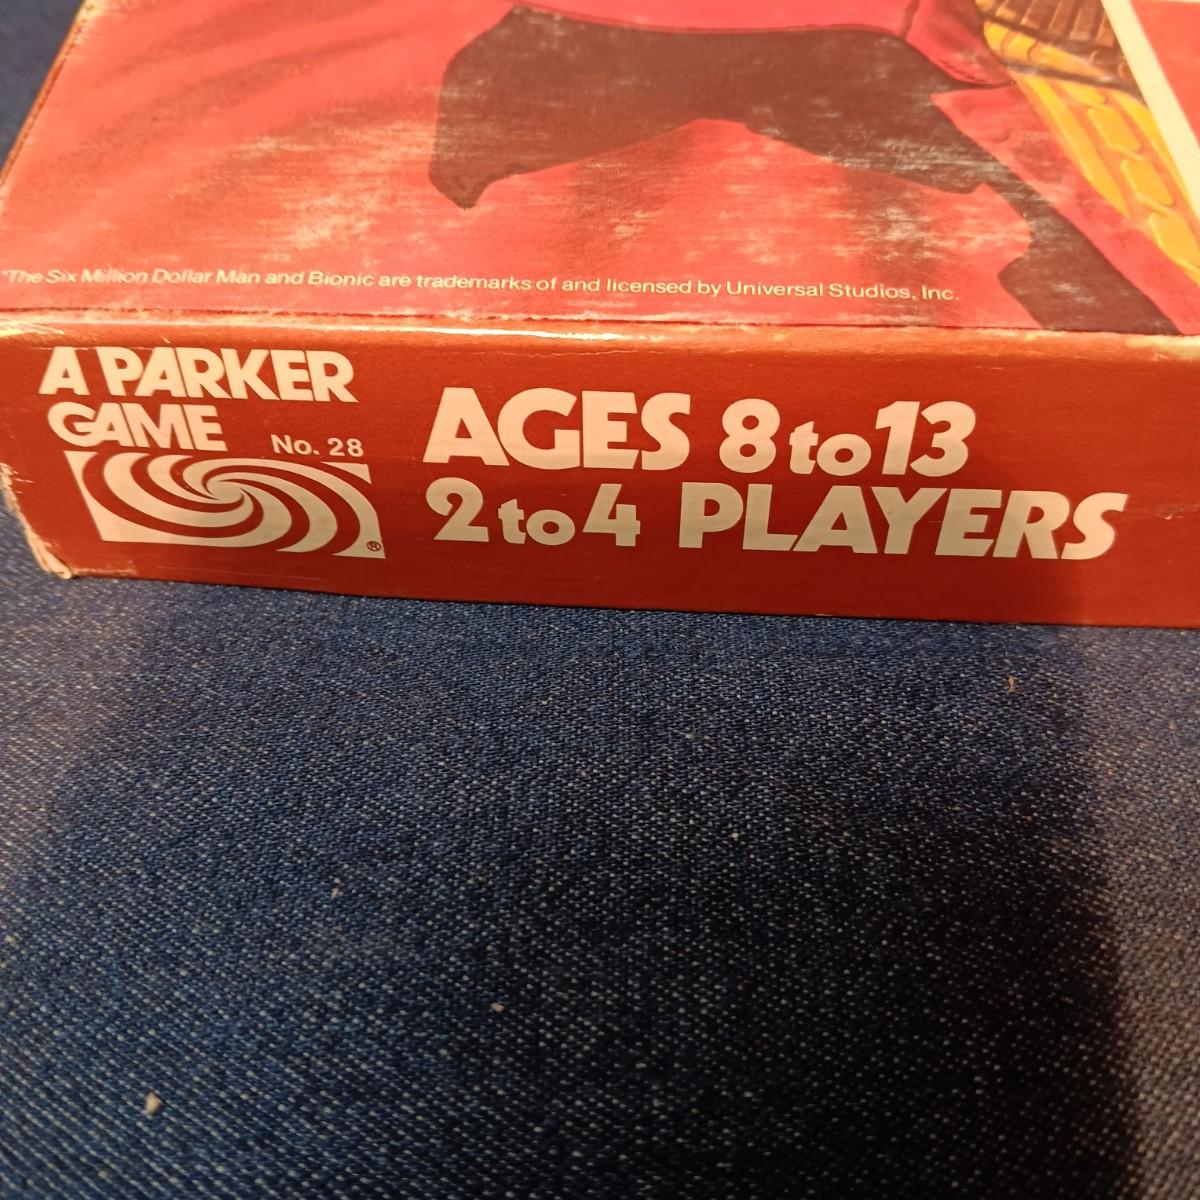 "The Six Million Dollar Man and Bionic are trademarks of and licensed by Universal Studios, Inc.
A PARKER
GAME No. 28
®
AGES 8 to 13
2 to 4 PLAYERS